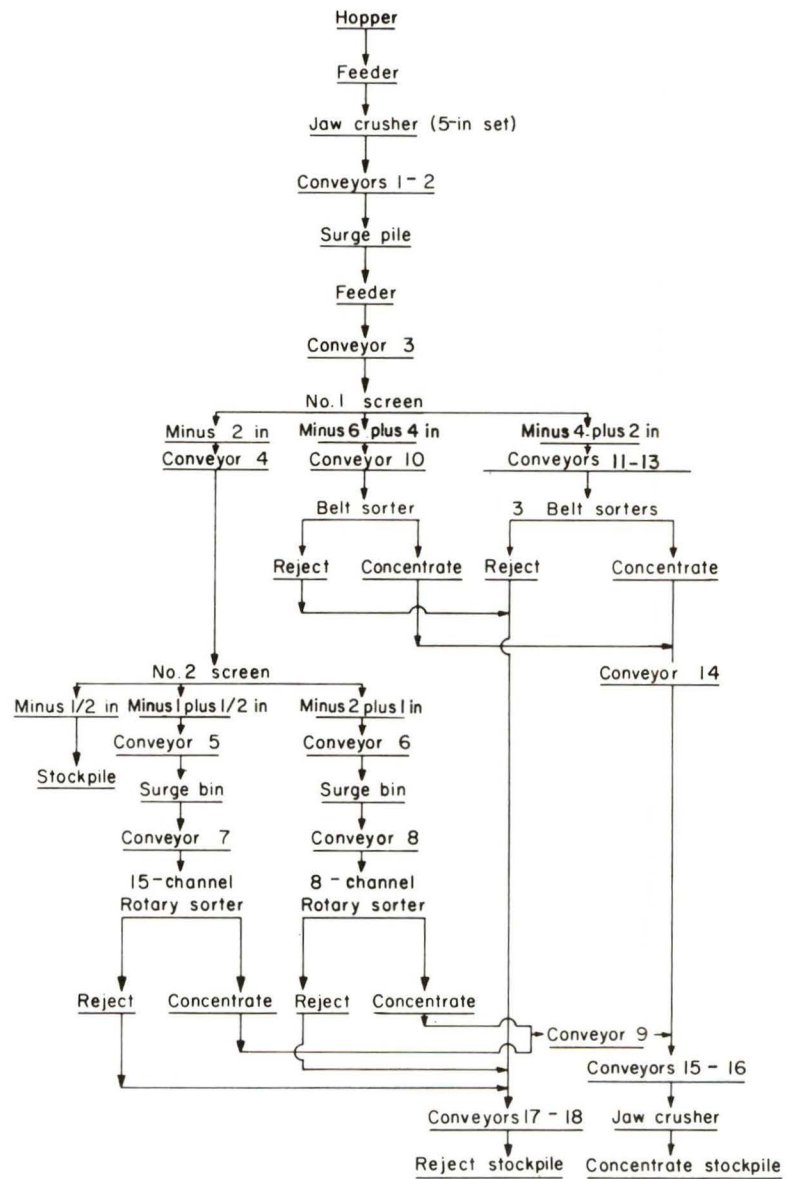 Hopper
Feeder
Jaw crusher (5-in set)
Conveyors 1-2
Surge pile
Feeder
Conveyor 3
No. 1 screen
Minus 2 in
Minus 6 plus 4 in
Minus 4 plus 2 in
Conveyor 4
Conveyor 10
Conveyors 11-13
Belt sorter
3 Belt sorters
Reject
Concentrate
Reject
Concentrate
No. 2 screen
Conveyor 14
Minus 1/2 in
Minus 1 plus 1/2 in
Minus 2 plus 1 in
Conveyor 5
Conveyor 6
Stockpile
Surge bin
Surge bin
Conveyor 7
Conveyor 8
15-channel
Rotary sorter
8-channel
Rotary sorter
Reject
Concentrate
Reject
Concentrate
Conveyor 9
Conveyors 15-16
Conveyors 17-18
Jaw crusher
Reject stockpile
Concentrate stockpile